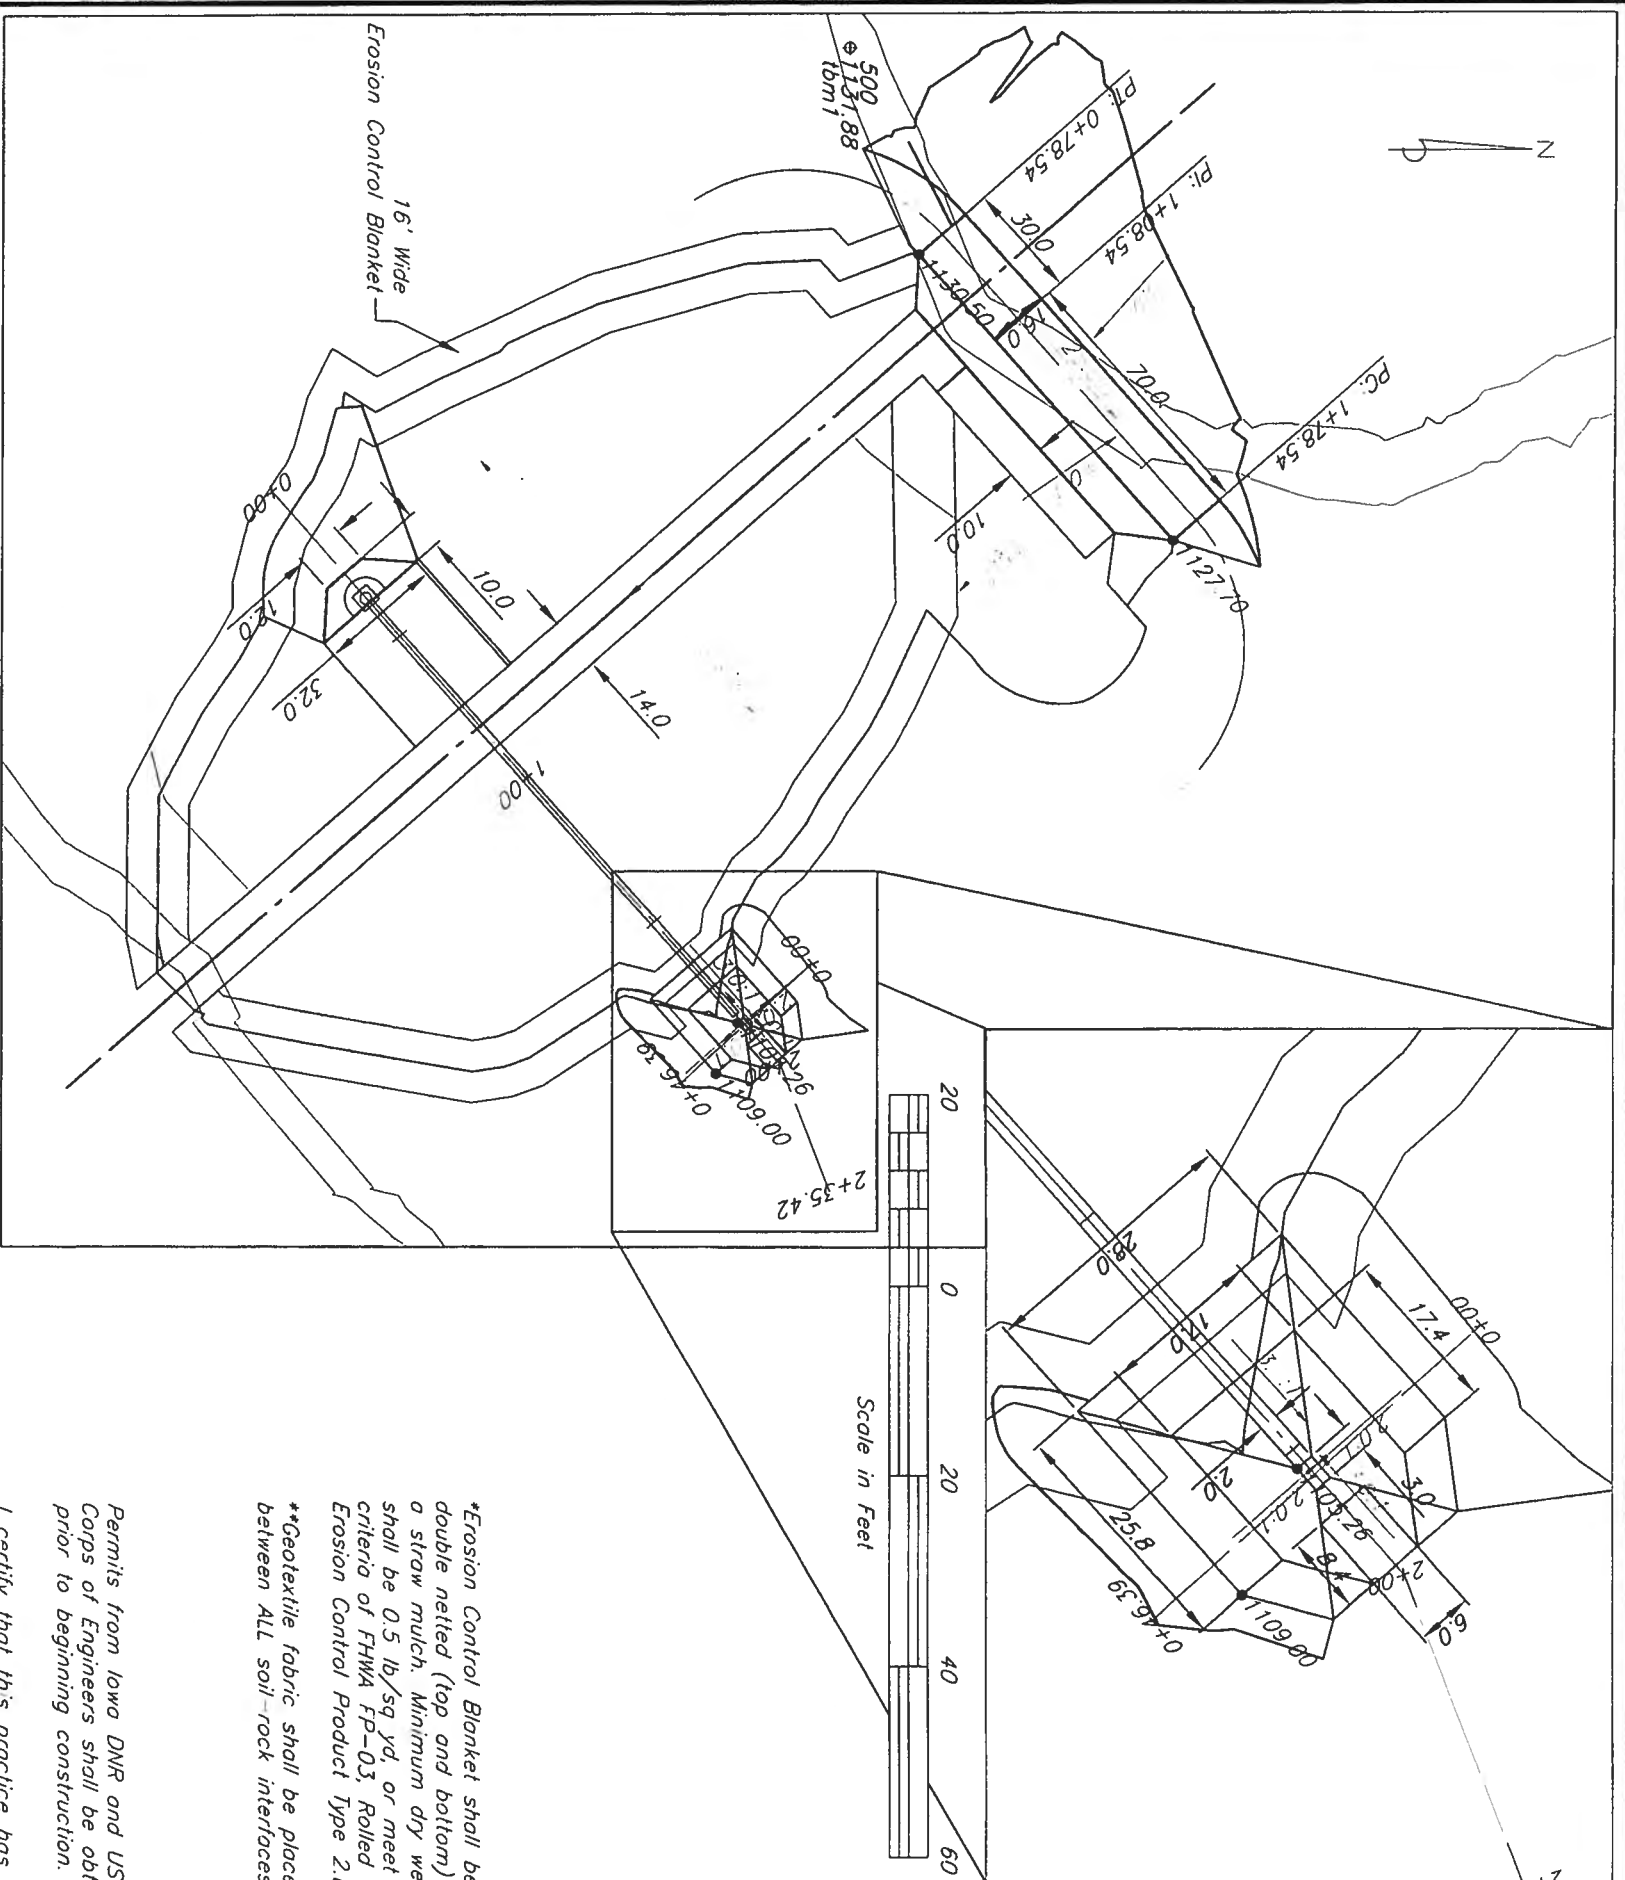 N
500
1131.88
tbm1
16' Wide
Erosion Control Blanket
PT: 0+78.54
PI: 1+08.54
PC: 1+78.54
30.0
70.0
16.0
1130.50
1127.70
10.0
0+00
12.0
32.0
10.0
14.0
1+00
0+00
0+46.39
1109.00
2+35.42
28.0
17.0
17.4
0+00
2.0
3.0
25.8
8.4
2+00
6.0
0+46.39
1109.00
20
0
20
40
60
Scale in Feet
*Erosion Control Blanket shall be
double netted (top and bottom)
a straw mulch. Minimum dry
shall be 0.5 lb/sq yd, or meet
criteria of FHWA FP-03, Rolled
Erosion Control Product Type
**Geotextile fabric shall be
between ALL soil-rock interfaces
Permits from Iowa DNR and US
Corps of Engineers shall be
prior to beginning construction.
I certify that this practice has